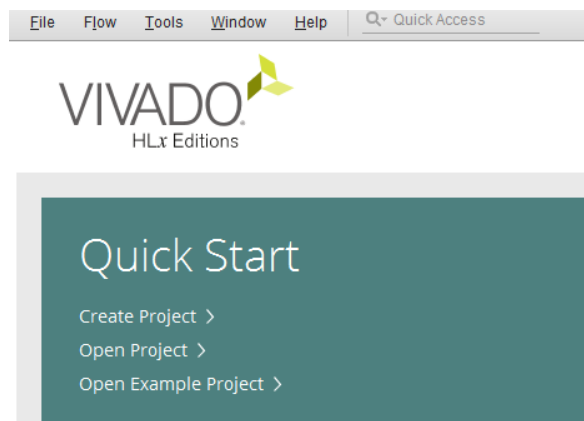 File Flow Tools Window Help Quick Access
VIVADO.
HLx Editions
Quick Start
Create Project >
Open Project >
Open Example Project >